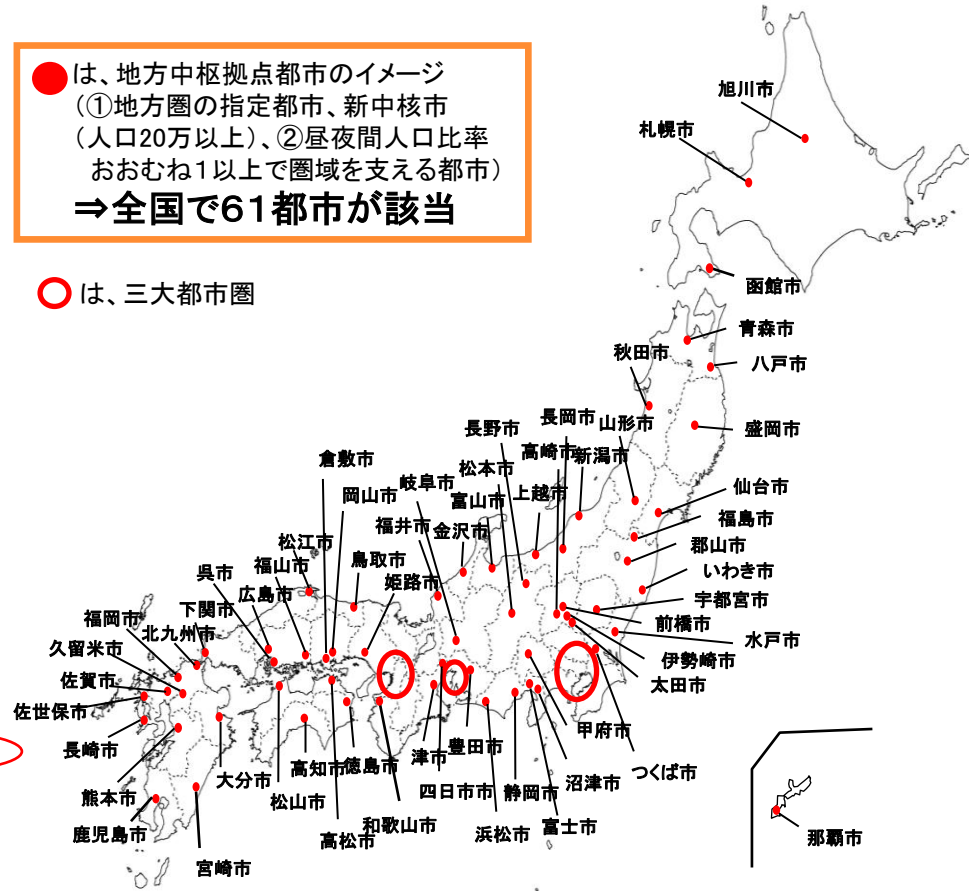 は、地方中枢拠点都市のイメージ
(①地方圏の指定都市、新中核市
(人口20万以上)、②昼夜間人口比率
おおむね1以上で圏域を支える都市)
⇒全国で61都市が該当
は、三大都市圏
旭川市
札幌市
函館市
青森市
八戸市
秋田市
盛岡市
長岡市
山形市
長野市
高崎市
新潟市
倉敷市
岐阜市
松本市
仙台市
岡山市
富山市
上越市
福島市
福井市
金沢市
松江市
郡山市
福山市
鳥取市
いわき市
呉市
広島市
姫路市
宇都宮市
福岡市
下関市
前橋市
水戸市
北九州市
久留米市
伊勢崎市
佐賀市
太田市
佐世保市
甲府市
長崎市
津市
豊田市
つくば市
大分市
高知市
徳島市
沼津市
熊本市
松山市
四日市市
静岡市
鹿児島市
高松市
和歌山市
浜松市
富士市
宮崎市
那覇市